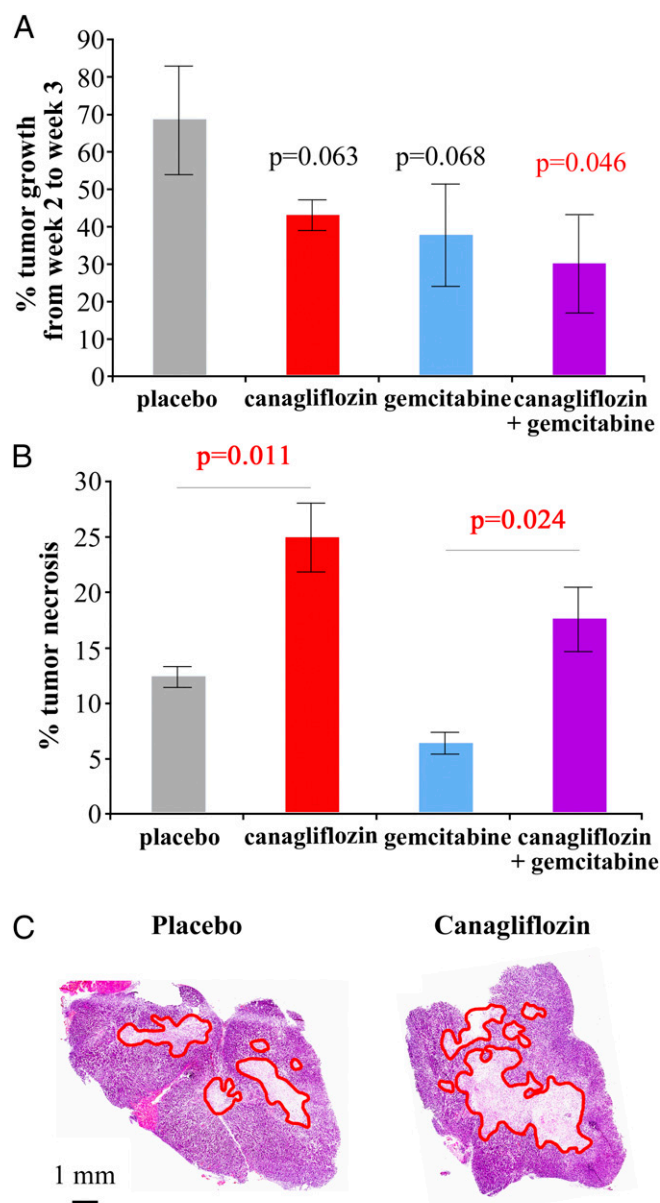 A
% tumor growth
from week 2 to week 3
90
80
70
60
50
40
30
20
10
0
p=0.063
p=0.068
p=0.046
placebo
canagliflozin
gemcitabine
canagliflozin
+ gemcitabine
B
% tumor necrosis
30
25
20
15
10
5
0
p=0.011
p=0.024
placebo
canagliflozin
gemcitabine
canagliflozin
+ gemcitabine
C
Placebo
Canagliflozin
1 mm